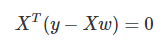 $X^T(y - Xw) = 0$